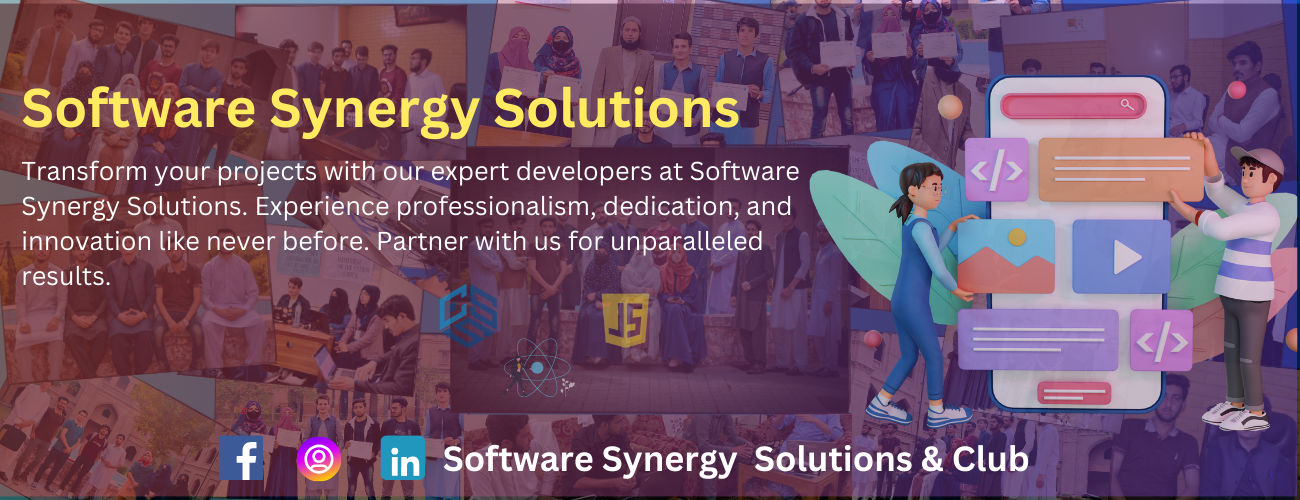 Software Synergy Solutions
Transform your projects with our expert developers at Software
Synergy Solutions. Experience professionalism, dedication, and
innovation like never before. Partner with us for unparalleled
results.
</>
JS
</>
f
in
Software Synergy Solutions & Club